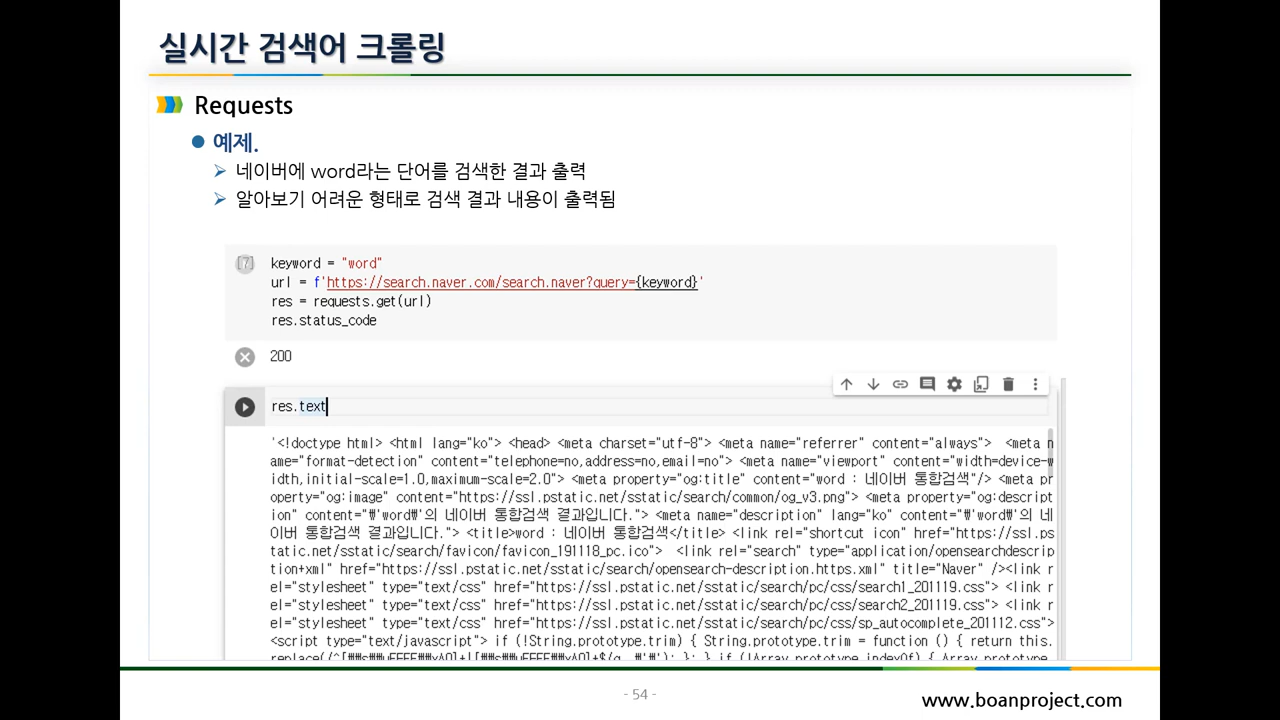 실시간 검색어 크롤링
Requests
예제.
네이버에 word라는 단어를 검색한 결과 출력
알아보기 어려운 형태로 검색 결과 내용이 출력됨
[7]
keyword = "word"
url = f'https://search.naver.com/search.naver?query={keyword}'
res = requests.get(url)
res.status_code
200
res.text
'<!doctype html> <html lang="ko"> <head> <meta charset="utf-8"> <meta name="referrer" content="always">  <meta n
ame="format-detection" content="telephone=no,address=no,email=no"> <meta name="viewport" content="width=device-w
idth,initial-scale=1.0,maximum-scale=2.0"> <meta property="og:title" content="word : 네이버 통합검색"/> <meta pr
operty="og:image" content="https://ssl.pstatic.net/sstatic/search/common/og_v3.png"> <meta property="og:descript
ion" content="₩'word₩'의 네이버 통합검색 결과입니다."> <meta name="description" lang="ko" content="₩'word₩'의 네
이버 통합검색 결과입니다."> <title>word : 네이버 통합검색</title> <link rel="shortcut icon" href="https://ssl.ps
tatic.net/sstatic/search/favicon/favicon_191118_pc.ico">  <link rel="search" type="application/opensearchdescrip
tion+xml" href="https://ssl.pstatic.net/sstatic/search/opensearch-description.https.xml" title="Naver" /><link r
el="stylesheet" type="text/css" href="https://ssl.pstatic.net/sstatic/search/pc/css/search1_201119.css"> <link r
el="stylesheet" type="text/css" href="https://ssl.pstatic.net/sstatic/search/pc/css/search2_201119.css"> <link r
el="stylesheet" type="text/css" href="https://ssl.pstatic.net/sstatic/search/pc/css/sp_autocomplete_201112.css">
<script type="text/javascript"> if (!String.prototype.trim) { String.prototype.trim = function () { return this.
- 54 -
www.boanproject.com